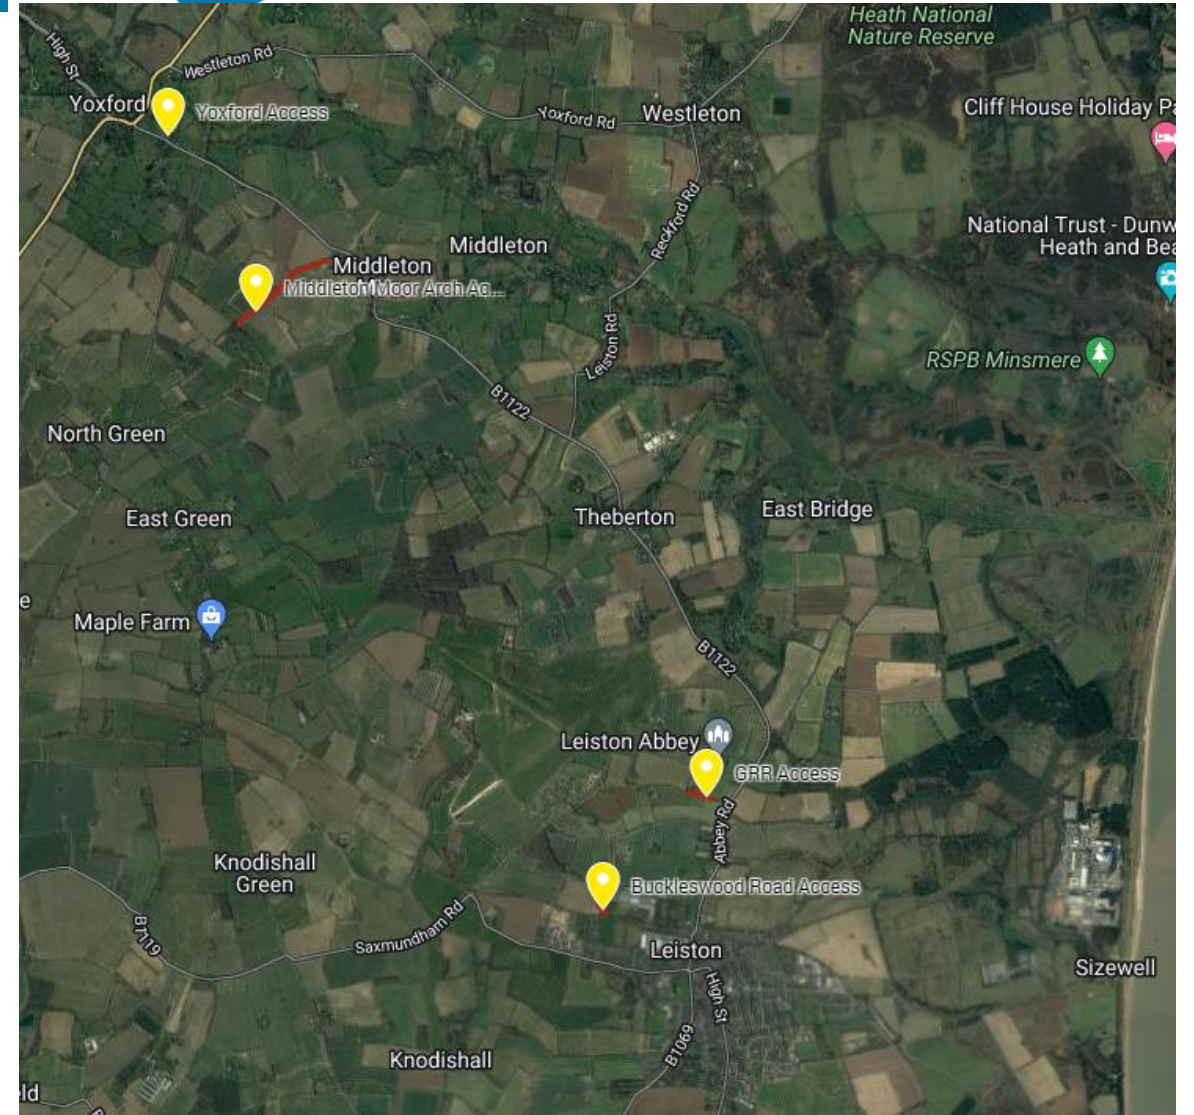 Heath National
Nature Reserve
High St
Westleton Rd
Yoxford
Yoxford Access
Yoxford Rd
Westleton
Cliff House Holiday Pa
Reckford Rd
National Trust - Dunw
Heath and Bea
Middleton
Middleton
Middleton Moor Arch Ac...
Leiston Rd
RSPB Minsmere
B1122
North Green
East Green
Theberton
East Bridge
e
Maple Farm
B1122
Leiston Abbey
GRR Access
Abbey Rd
Knodishall
Green
Buckleswood Road Access
B1119
Saxmundham Rd
Leiston
Sizewell
High St
B1069
Knodishall
ld